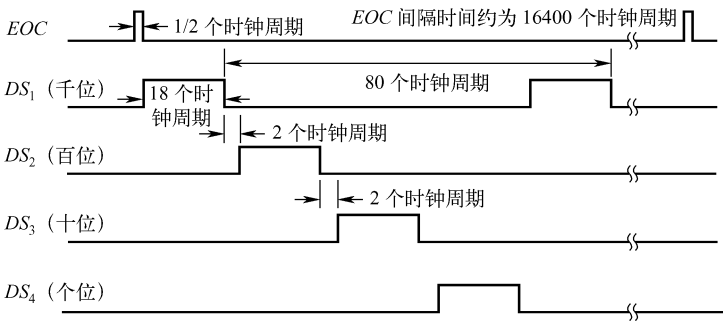 EOC
1/2 个时钟周期
EOC 间隔时间约为 16400 个时钟周期
DS₁（千位）
18 个时
钟周期
80 个时钟周期
2 个时钟周期
DS₂（百位）
2 个时钟周期
DS₃（十位）
DS₄（个位）